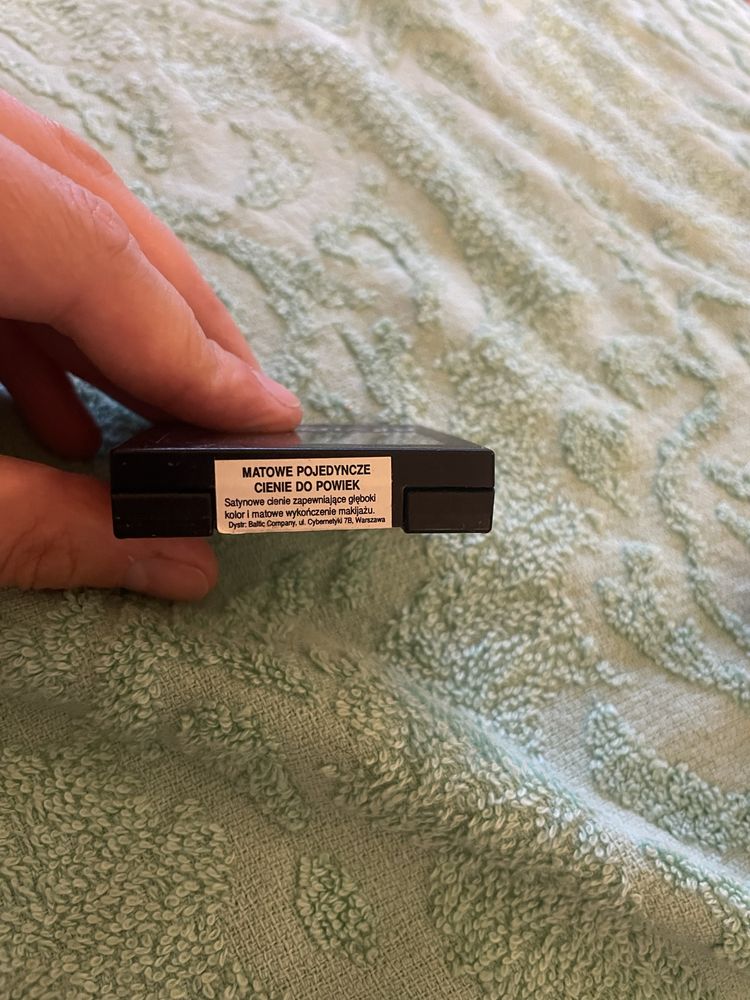 MATOWE POJEDYNCZE
CIENIE DO POWIEK
Satynowe cienie zapewniające głęboki
kolor i matowe wykończenie makijażu.
Dystr: Baltic Company, ul. Cybernetyki 7B, Warszawa